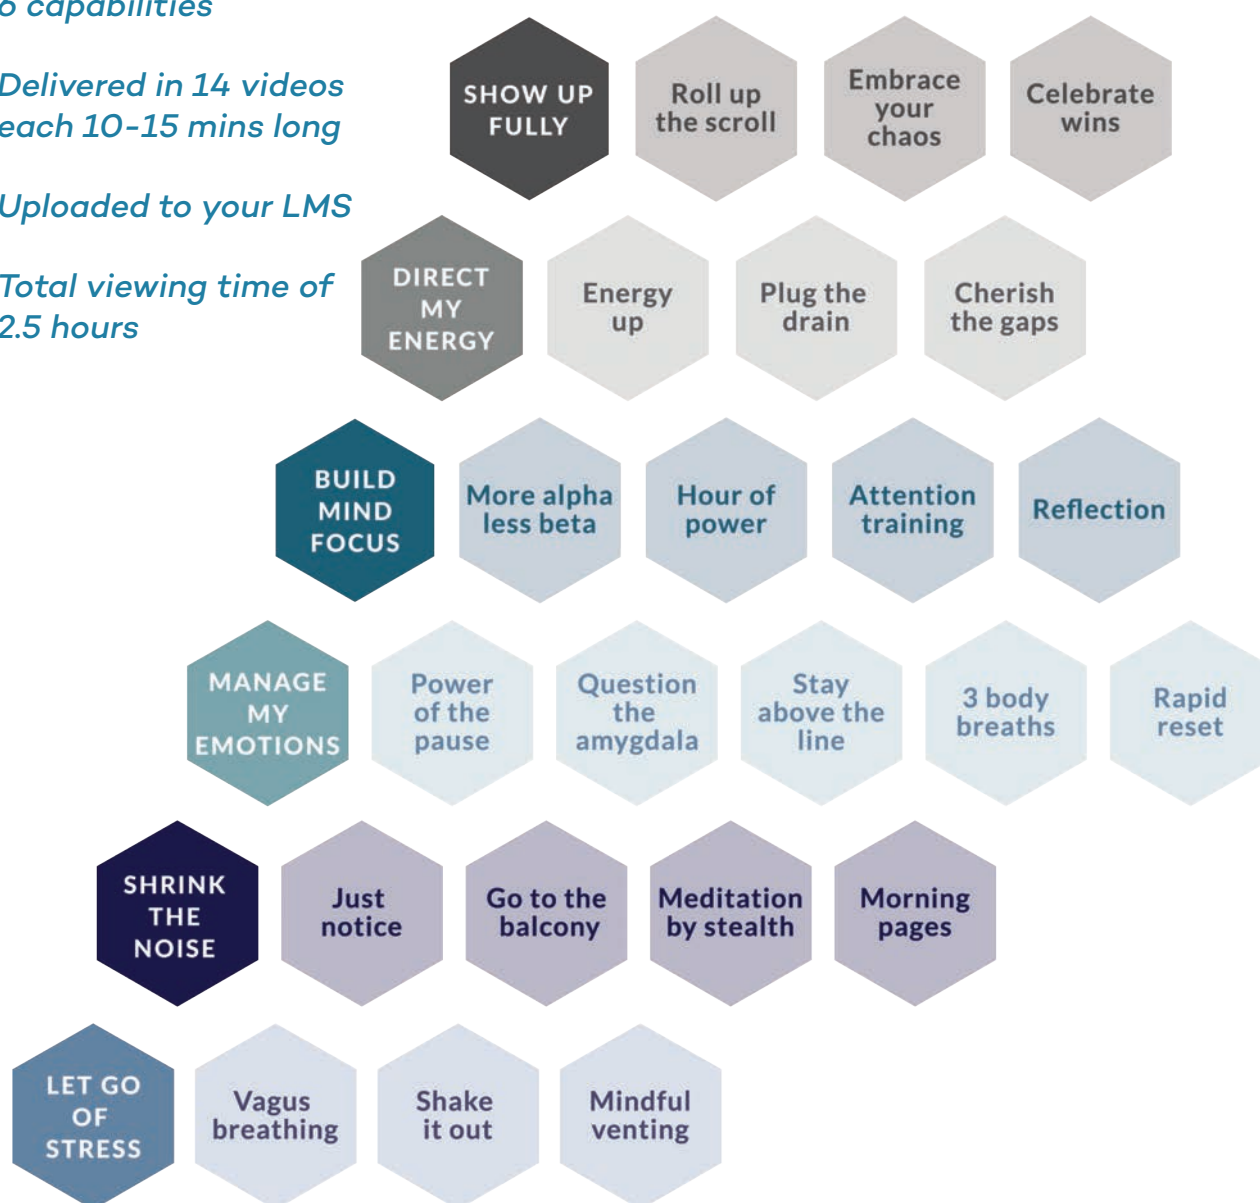 6 capabilities
Delivered in 14 videos
each 10-15 mins long
Uploaded to your LMS
Total viewing time of
2.5 hours
SHOW UP
FULLY
Roll up
the scroll
Embrace
your
chaos
Celebrate
wins
DIRECT
MY
ENERGY
Energy
up
Plug the
drain
Cherish
the gaps
BUILD
MIND
FOCUS
More alpha
less beta
Hour of
power
Attention
training
Reflection
MANAGE
MY
EMOTIONS
Power
of the
pause
Question
the
amygdala
Stay
above the
line
3 body
breaths
Rapid
reset
SHRINK
THE
NOISE
Just
notice
Go to the
balcony
Meditation
by stealth
Morning
pages
LET GO
OF
STRESS
Vagus
breathing
Shake
it out
Mindful
venting